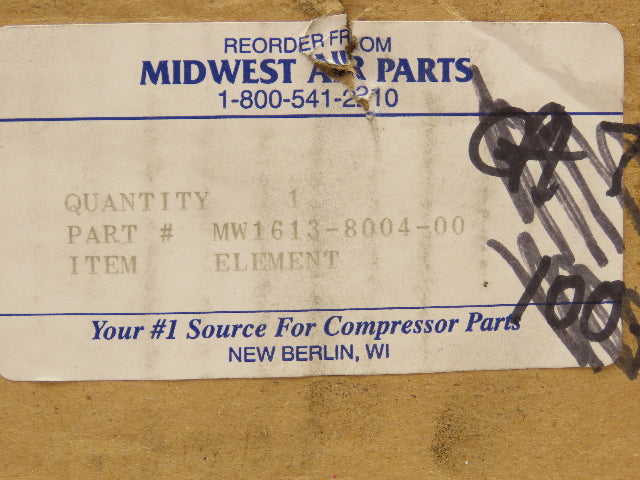 REORDER FROM
MIDWEST AIR PARTS
1-800-541-2210
QUANTITY 1
PART # MW1613-8004-00
ITEM ELEMENT
100
Your #1 Source For Compressor Parts
NEW BERLIN, WI